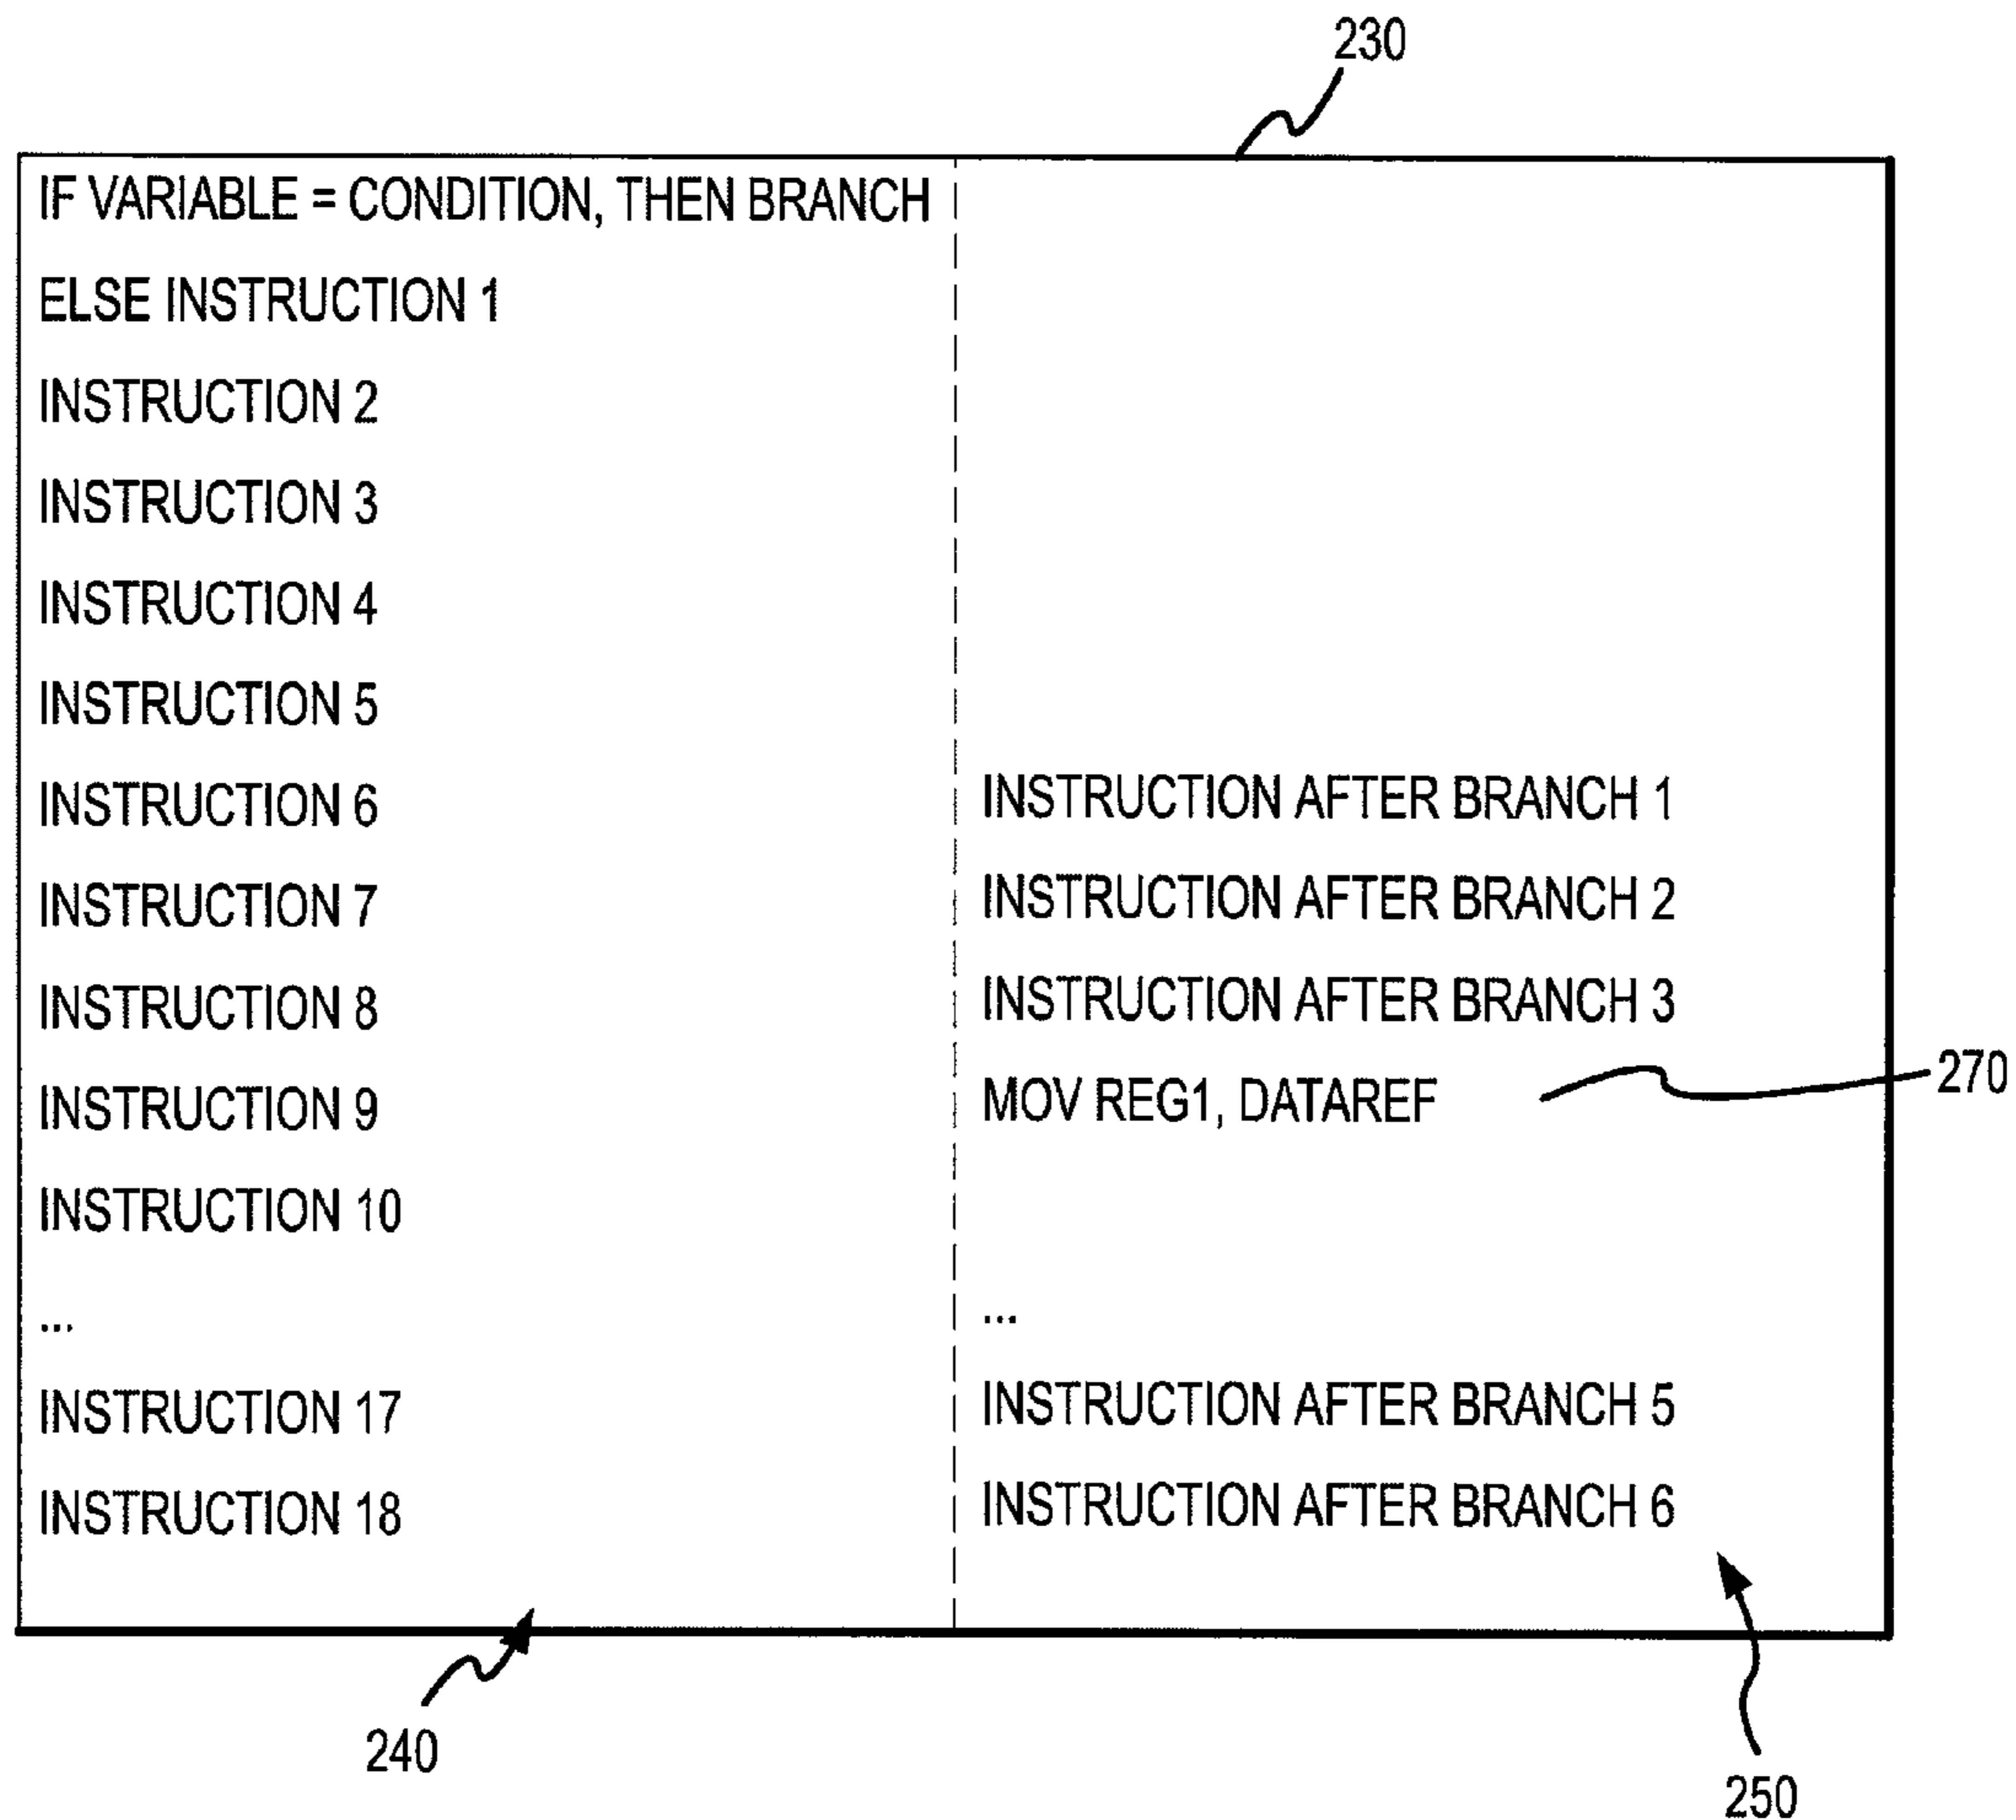 230
IF VARIABLE = CONDITION, THEN BRANCH
ELSE INSTRUCTION 1
INSTRUCTION 2
INSTRUCTION 3
INSTRUCTION 4
INSTRUCTION 5
INSTRUCTION 6
INSTRUCTION 7
INSTRUCTION 8
INSTRUCTION 9
INSTRUCTION 10
...
INSTRUCTION 17
INSTRUCTION 18
INSTRUCTION AFTER BRANCH 1
INSTRUCTION AFTER BRANCH 2
INSTRUCTION AFTER BRANCH 3
MOV REG1, DATAREF
...
INSTRUCTION AFTER BRANCH 5
INSTRUCTION AFTER BRANCH 6
270
240
250